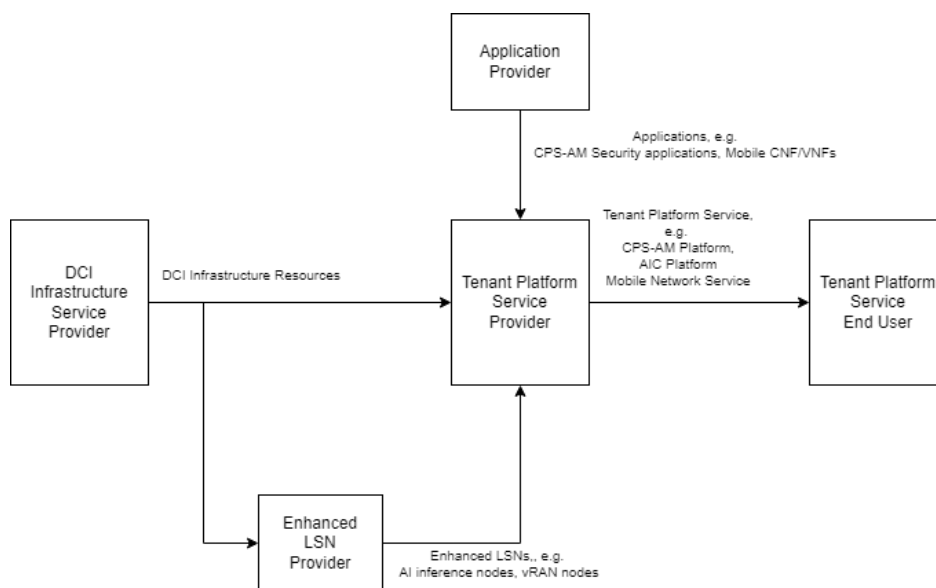 Application
Provider
Applications, e.g.
CPS-AM Security applications, Mobile CNF/VNFs
DCI
Infrastructure
Service
Provider
DCI Infrastructure Resources
Tenant Platform
Service
Provider
Tenant Platform Service,
e.g.
CPS-AM Platform,
AIC Platform
Mobile Network Service
Tenant Platform
Service
End User
Enhanced
LSN
Provider
Enhanced LSNs,, e.g.
AI inference nodes, vRAN nodes